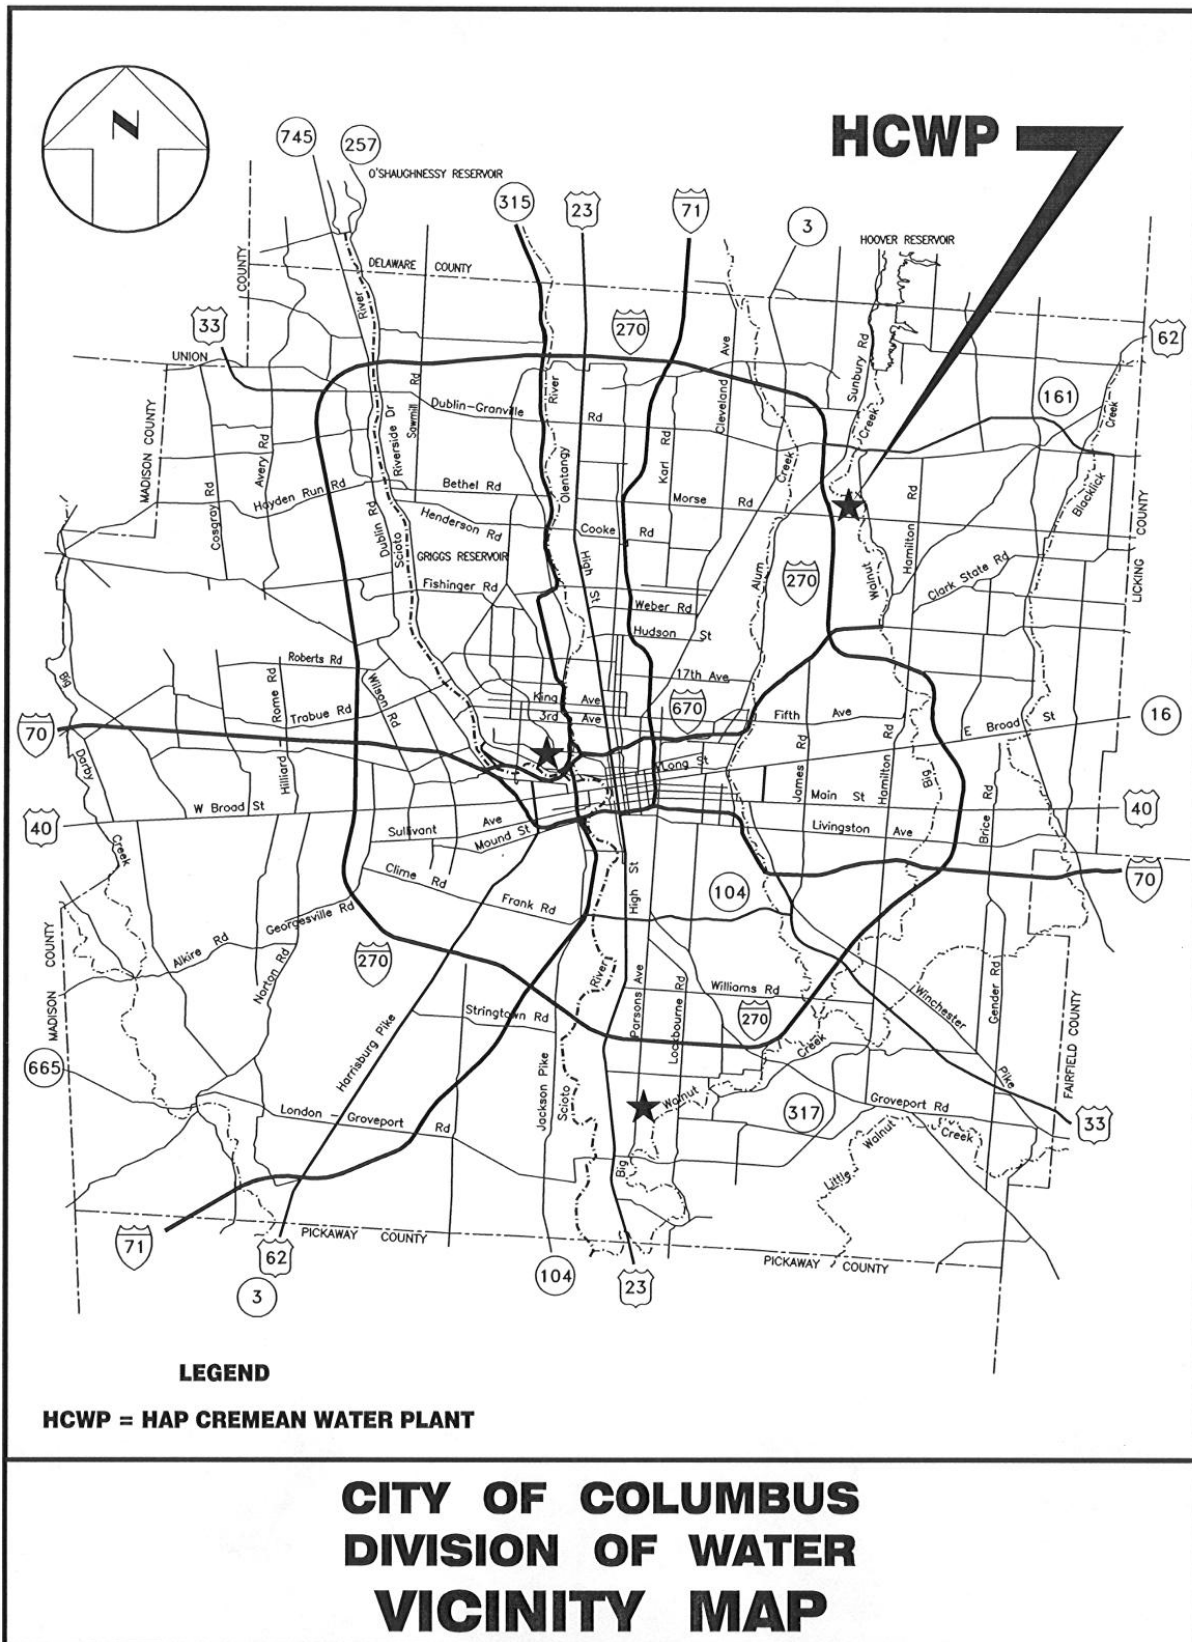 N
745
257
O'SHAUGHNESSY RESERVOIR
315
23
71
3
HCWP
HOOVER RESERVOIR
COUNTY
DELAWARE COUNTY
River
33
270
62
UNION
Ave
Sunbury Rd
161
Rd
Sawmill
Riverside Dr
Dublin-Granville Rd
River
Olentangy
Karl Rd
Cleveland
Creek
Creek
Creek
MADISON COUNTY
Avery Rd
Cosgray Rd
Hayden Run Rd
Bethel Rd
Morse Rd
Hamilton Rd
Blacklick
LICKING COUNTY
Dublin Rd
Scioto
Henderson Rd
Cooke Rd
GRIGGS RESERVOIR
High St
Alum
270
Walnut
Clark State Rd
Fishinger Rd
Weber Rd
Hudson St
Big
Roberts Rd
Rome Rd
Wilson Rd
17th Ave
Big
King Ave
670
Trabue Rd
3rd Ave
Fifth Ave
16
70
E Broad St
Darby
Hilliard
Long St
James Rd
Hamilton Rd
Big
W Broad St
Main St
40
40
Brice Rd
Sullivant Ave
Mound St
Livingston Ave
Creek
Clime Rd
High St
104
70
Frank Rd
Georgesville Rd
Alkire Rd
MADISON COUNTY
270
Norton Rd
River
Parsons Ave
Lockbourne Rd
Williams Rd
Winchester Pike
Gender Rd
FAIRFIELD COUNTY
Stringtown Rd
270
Creek
Harrisburg Pike
665
Jackson Pike
Scioto
Walnut
London - Groveport Rd
317
Groveport Rd
33
Walnut Creek
Little
Big
71
62
PICKAWAY COUNTY
PICKAWAY COUNTY
3
104
23
LEGEND
HCWP = HAP CREMEAN WATER PLANT
CITY OF COLUMBUS
DIVISION OF WATER
VICINITY MAP